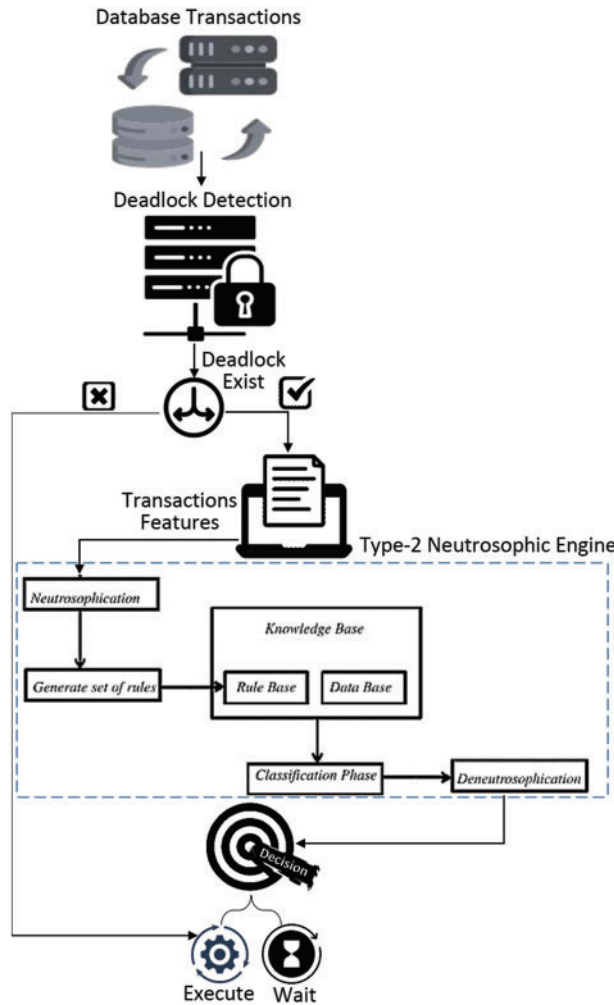 Database Transactions
Deadlock Detection
Deadlock
Exist
Transactions
Features
Type-2 Neutrosophic Engine
Neutrosophication
Knowledge Base
Generate set of rules
Rule Base
Data Base
Classification Phase
Deneutrosophication
Decision
Execute
Wait